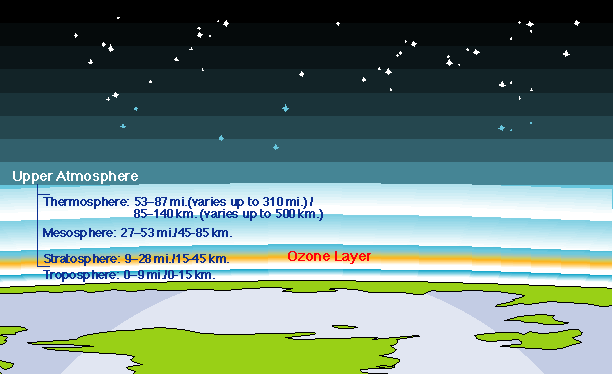 Upper Atmosphere
Thermosphere: 53–87 mi.(varies up to 310 mi.) /
85–140 km. (varies up to 500 km.)
Mesosphere: 27–53 mi./45-85 km.
Stratosphere: 9–28 mi./15-45 km.
Ozone Layer
Troposphere: 0–9 mi./0-15 km.